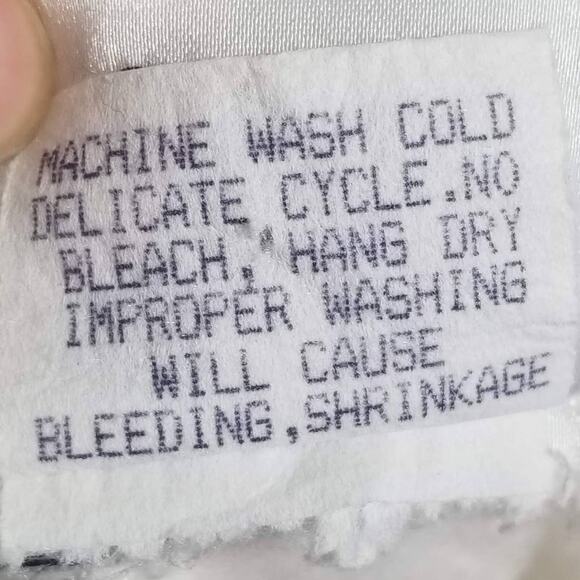 MACHINE WASH COLD
DELICATE CYCLE.NO
BLEACH, HANG DRY
IMPROPER WASHING
WILL CAUSE
BLEEDING,SHRINKAGE